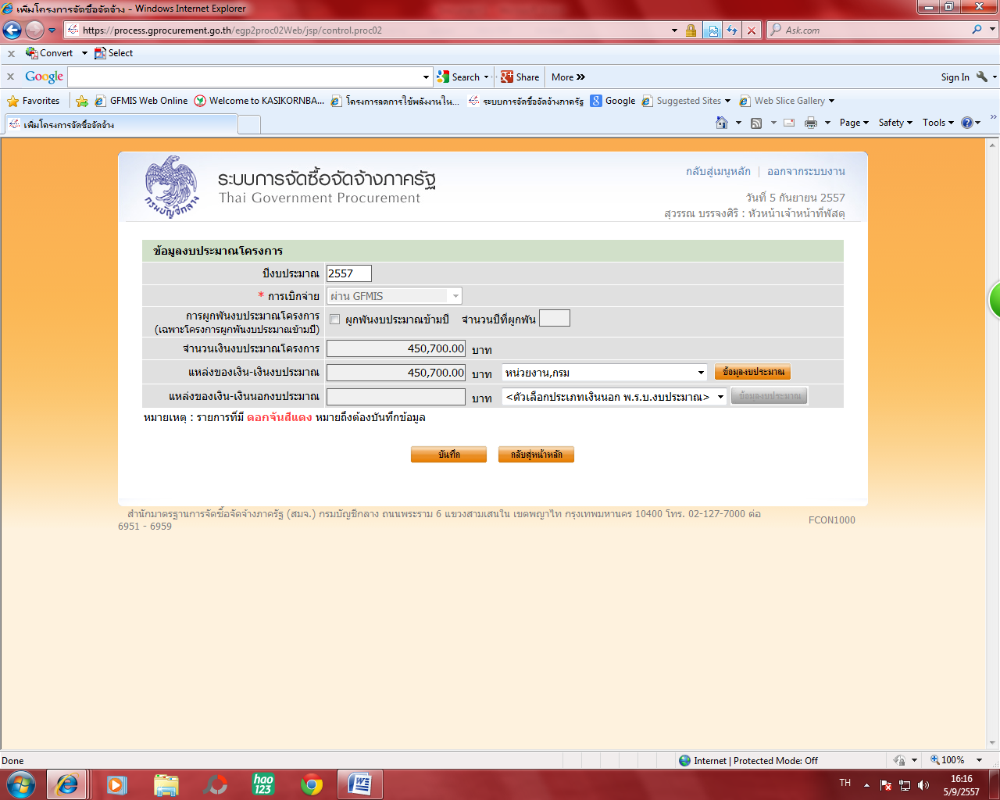 เพิ่มโครงการจัดซื้อจัดจ้าง - Windows Internet Explorer
https://process.gprocurement.go.th/egp2proc02Web/jsp/control.proc02
Ask.com
x Convert Select
x Google Search Share More Sign In
Favorites GFMIS Web Online Welcome to KASIKORNBA... โครงการลดการใช้พลังงานใน... ระบบการจัดซื้อจัดจ้างภาครัฐ Google Suggested Sites Web Slice Gallery
เพิ่มโครงการจัดซื้อจัดจ้าง Page Safety Tools
ระบบการจัดซื้อจัดจ้างภาครัฐ
Thai Government Procurement
กรมบัญชีกลาง
กลับสู่เมนูหลัก | ออกจากระบบงาน
วันที่ 5 กันยายน 2557
สุวรรณ บรรจงศิริ : หัวหน้าเจ้าหน้าที่พัสดุ
ข้อมูลงบประมาณโครงการ
ปีงบประมาณ 2557
* การเบิกจ่าย ผ่าน GFMIS
การผูกพันงบประมาณโครงการ
(เฉพาะโครงการผูกพันงบประมาณข้ามปี) ผูกพันงบประมาณข้ามปี จำนวนปีที่ผูกพัน
จำนวนเงินงบประมาณโครงการ 450,700.00 บาท
แหล่งของเงิน-เงินงบประมาณ 450,700.00 บาท หน่วยงาน,กรม ข้อมูลงบประมาณ
แหล่งของเงิน-เงินนอกงบประมาณ บาท <ตัวเลือกประเภทเงินนอก พ.ร.บ.งบประมาณ> ข้อมูลงบประมาณ
หมายเหตุ : รายการที่มี ดอกจันสีแดง หมายถึงต้องบันทึกข้อมูล
บันทึก กลับสู่หน้าหลัก
สำนักมาตรฐานการจัดซื้อจัดจ้างภาครัฐ (สมจ.) กรมบัญชีกลาง ถนนพระราม 6 แขวงสามเสนใน เขตพญาไท กรุงเทพมหานคร 10400 โทร. 02-127-7000 ต่อ
6951 - 6959
FCON1000
Done Internet | Protected Mode: Off 100%
hao
123
TH
16:16
5/9/2557